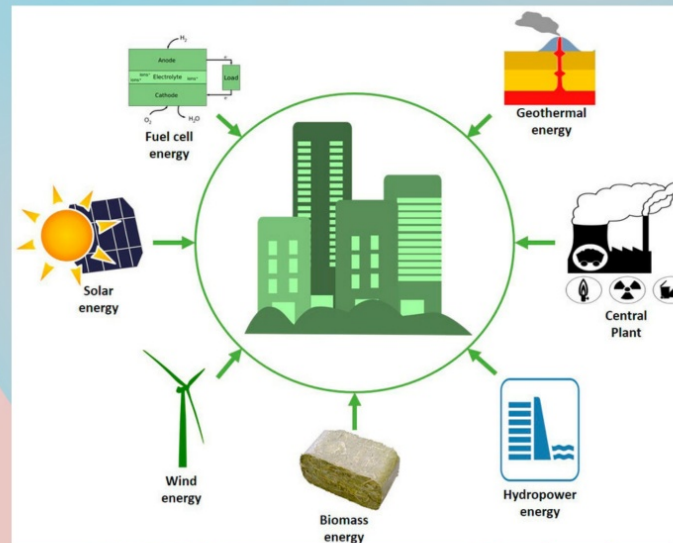 H₂
Anode
Electrolyte
Cathode
Load
e⁻
e⁻
O₂
H₂O
Fuel cell
energy
Geothermal
energy
Solar
energy
Central
Plant
Wind
energy
Biomass
energy
Hydropower
energy